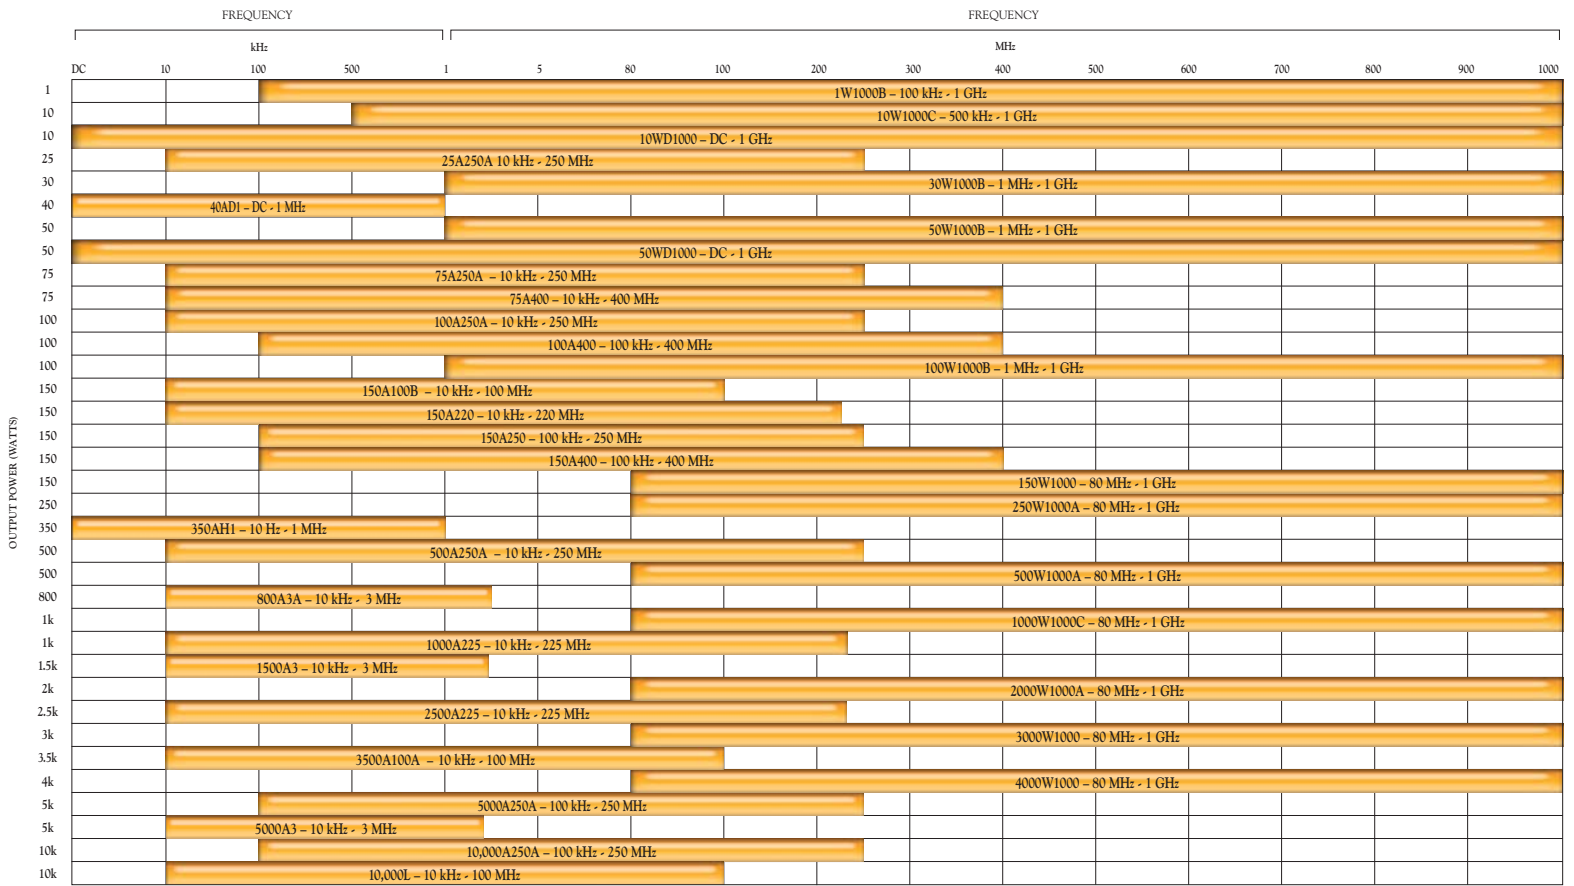 FREQUENCY FREQUENCY
kHz MHz
DC 10 100 500 1 5 80 100 200 300 400 500 600 700 800 900 1000
OUTPUT POWER (WATTS)
1 1W1000B – 100 kHz - 1 GHz
10 10W1000C – 500 kHz - 1 GHz
10 10WD1000 – DC - 1 GHz
25 25A250A 10 kHz - 250 MHz
30 30W1000B – 1 MHz - 1 GHz
40 40AD1 – DC - 1 MHz
50 50W1000B – 1 MHz - 1 GHz
50 50WD1000 – DC - 1 GHz
75 75A250A – 10 kHz - 250 MHz
75 75A400 – 10 kHz - 400 MHz
100 100A250A – 10 kHz - 250 MHz
100 100A400 – 100 kHz - 400 MHz
100 100W1000B – 1 MHz - 1 GHz
150 150A100B – 10 kHz - 100 MHz
150 150A220 – 10 kHz - 220 MHz
150 150A250 – 100 kHz - 250 MHz
150 150A400 – 100 kHz - 400 MHz
150 150W1000 – 80 MHz - 1 GHz
250 250W1000A – 80 MHz - 1 GHz
350 350AH1 – 10 Hz - 1 MHz
500 500A250A – 10 kHz - 250 MHz
500 500W1000A – 80 MHz - 1 GHz
800 800A3A – 10 kHz - 3 MHz
1k 1000W1000C – 80 MHz - 1 GHz
1k 1000A225 – 10 kHz - 225 MHz
1.5k 1500A3 – 10 kHz - 3 MHz
2k 2000W1000A – 80 MHz - 1 GHz
2.5k 2500A225 – 10 kHz - 225 MHz
3k 3000W1000 – 80 MHz - 1 GHz
3.5k 3500A100A – 10 kHz - 100 MHz
4k 4000W1000 – 80 MHz - 1 GHz
5k 5000A250A – 100 kHz - 250 MHz
5k 5000A3 – 10 kHz - 3 MHz
10k 10,000A250A – 100 kHz - 250 MHz
10k 10,000L – 10 kHz - 100 MHz